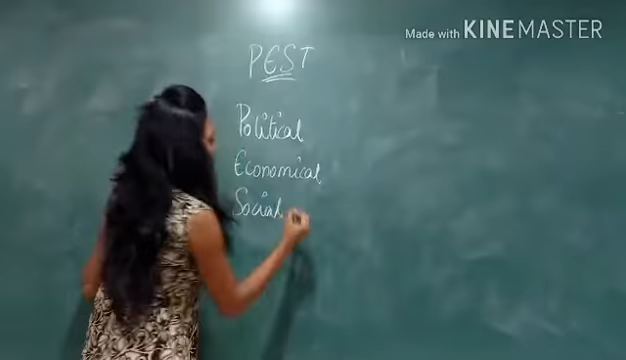 Made with KINEMASTER
PEST
Political
Economical
Social